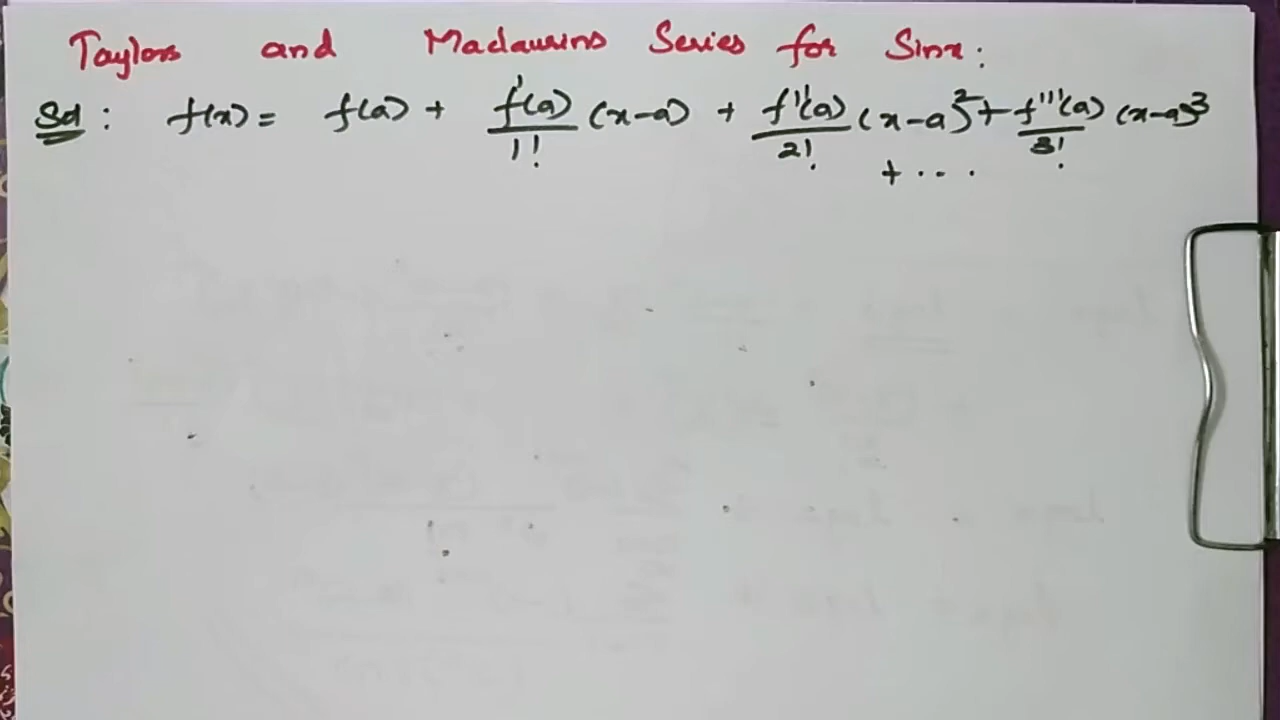 Taylors and Maclaurins Series for Sinx:
Sol: f(x) = f(a) + f'(a)/1! (x-a) + f''(a)/2! (x-a)² + f'''(a)/3! (x-a)³
+ ...